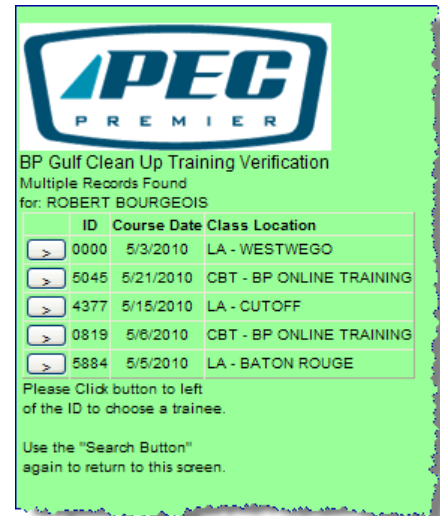 PEC
PREMIER
BP Gulf Clean Up Training Verification
Multiple Records Found
for: ROBERT BOURGEOIS
ID Course Date Class Location
> 0000 5/3/2010 LA - WESTWEGO
> 5045 5/21/2010 CBT - BP ONLINE TRAINING
> 4377 5/15/2010 LA - CUTOFF
> 0819 5/6/2010 CBT - BP ONLINE TRAINING
> 5884 5/5/2010 LA - BATON ROUGE
Please Click button to left
of the ID to choose a trainee.
Use the "Search Button"
again to return to this screen.